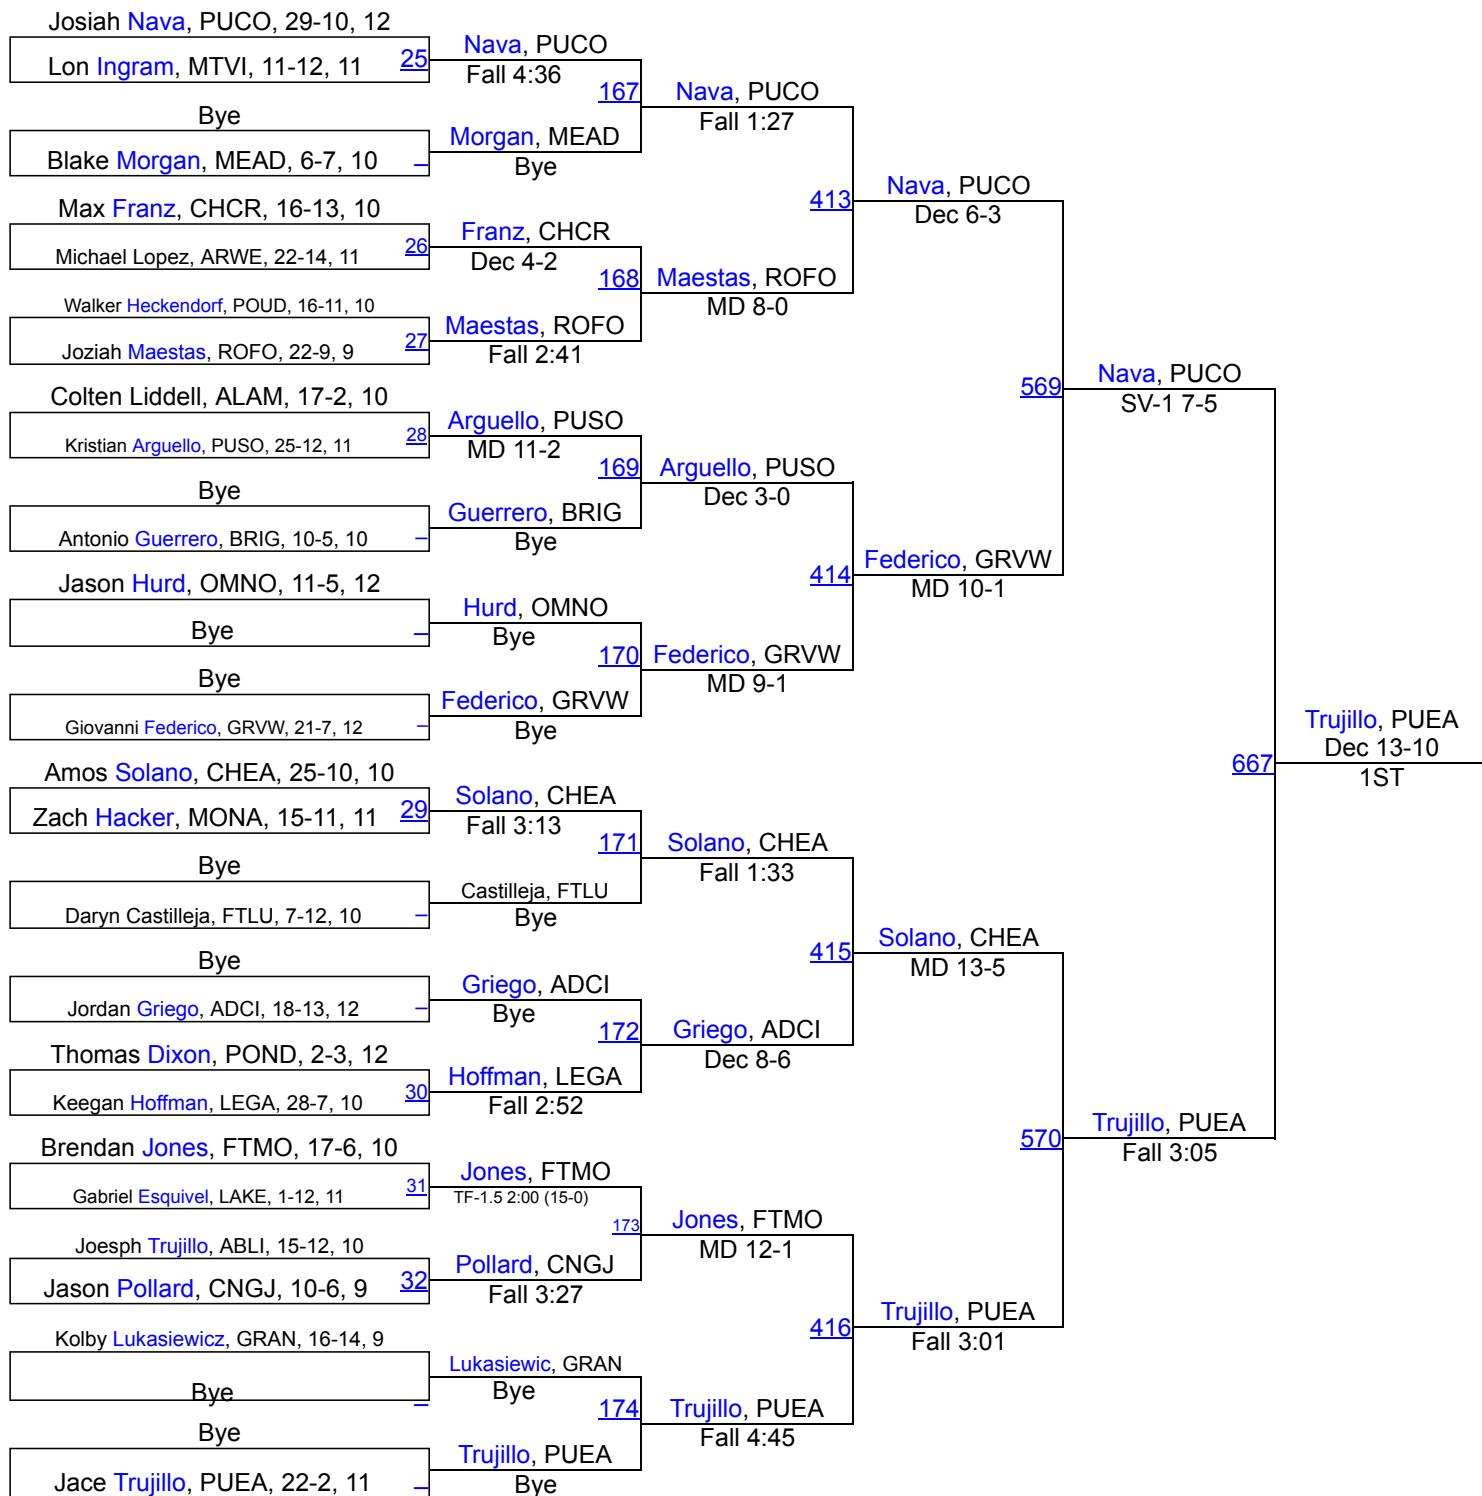 Josiah Nava, PUCO, 29-10, 12
Lon Ingram, MTVI, 11-12, 11
25
Bye
Blake Morgan, MEAD, 6-7, 10
–
Max Franz, CHCR, 16-13, 10
Michael Lopez, ARWE, 22-14, 11
26
Walker Heckendorf, POUD, 16-11, 10
Joziah Maestas, ROFO, 22-9, 9
27
Colten Liddell, ALAM, 17-2, 10
Kristian Arguello, PUSO, 25-12, 11
28
Bye
Antonio Guerrero, BRIG, 10-5, 10
–
Jason Hurd, OMNO, 11-5, 12
Bye
–
Bye
Giovanni Federico, GRVW, 21-7, 12
–
Amos Solano, CHEA, 25-10, 10
Zach Hacker, MONA, 15-11, 11
29
Bye
Daryn Castilleja, FTLU, 7-12, 10
–
Bye
Jordan Griego, ADCI, 18-13, 12
–
Thomas Dixon, POND, 2-3, 12
Keegan Hoffman, LEGA, 28-7, 10
30
Brendan Jones, FTMO, 17-6, 10
Gabriel Esquivel, LAKE, 1-12, 11
31
Joesph Trujillo, ABLI, 15-12, 10
Jason Pollard, CNGJ, 10-6, 9
32
Kolby Lukasiewicz, GRAN, 16-14, 9
Bye
–
Bye
Jace Trujillo, PUEA, 22-2, 11
–
Nava, PUCO
Fall 4:36
167
Morgan, MEAD
Bye
Franz, CHCR
Dec 4-2
168
Maestas, ROFO
Fall 2:41
Arguello, PUSO
MD 11-2
169
Guerrero, BRIG
Bye
Hurd, OMNO
Bye
170
Federico, GRVW
Bye
Solano, CHEA
Fall 3:13
171
Castilleja, FTLU
Bye
Griego, ADCI
Bye
172
Hoffman, LEGA
Fall 2:52
Jones, FTMO
TF-1.5 2:00 (15-0)
173
Pollard, CNGJ
Fall 3:27
Lukasiewic, GRAN
Bye
174
Trujillo, PUEA
Bye
Nava, PUCO
Fall 1:27
413
Maestas, ROFO
MD 8-0
Arguello, PUSO
Dec 3-0
414
Federico, GRVW
MD 9-1
Solano, CHEA
Fall 1:33
415
Griego, ADCI
Dec 8-6
Jones, FTMO
MD 12-1
416
Trujillo, PUEA
Fall 4:45
Nava, PUCO
Dec 6-3
569
Federico, GRVW
MD 10-1
Solano, CHEA
MD 13-5
570
Trujillo, PUEA
Fall 3:01
Nava, PUCO
SV-1 7-5
667
Trujillo, PUEA
Fall 3:05
Trujillo, PUEA
Dec 13-10
1ST